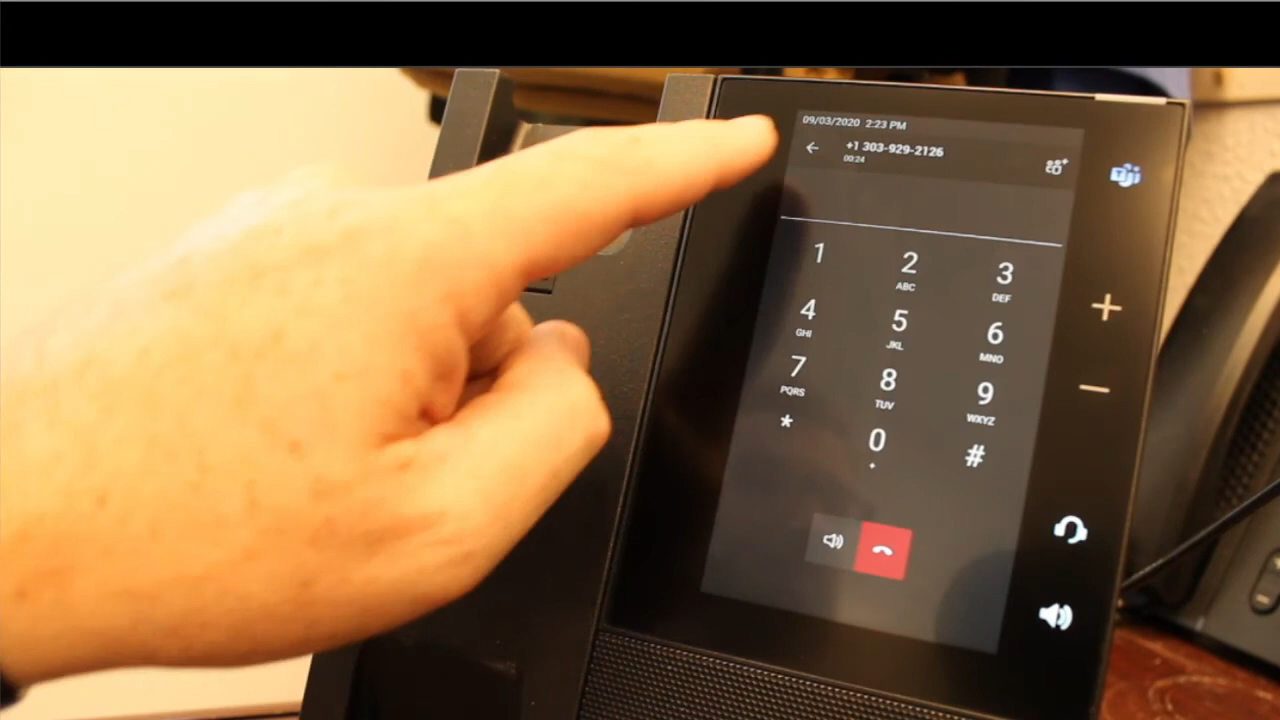 09/03/2020 2:23 PM
+1 303-929-2126
00:24
1 2 3
ABC DEF
4 5 6
GHI JKL MNO
7 8 9
PQRS TUV WXYZ
* 0 #
+